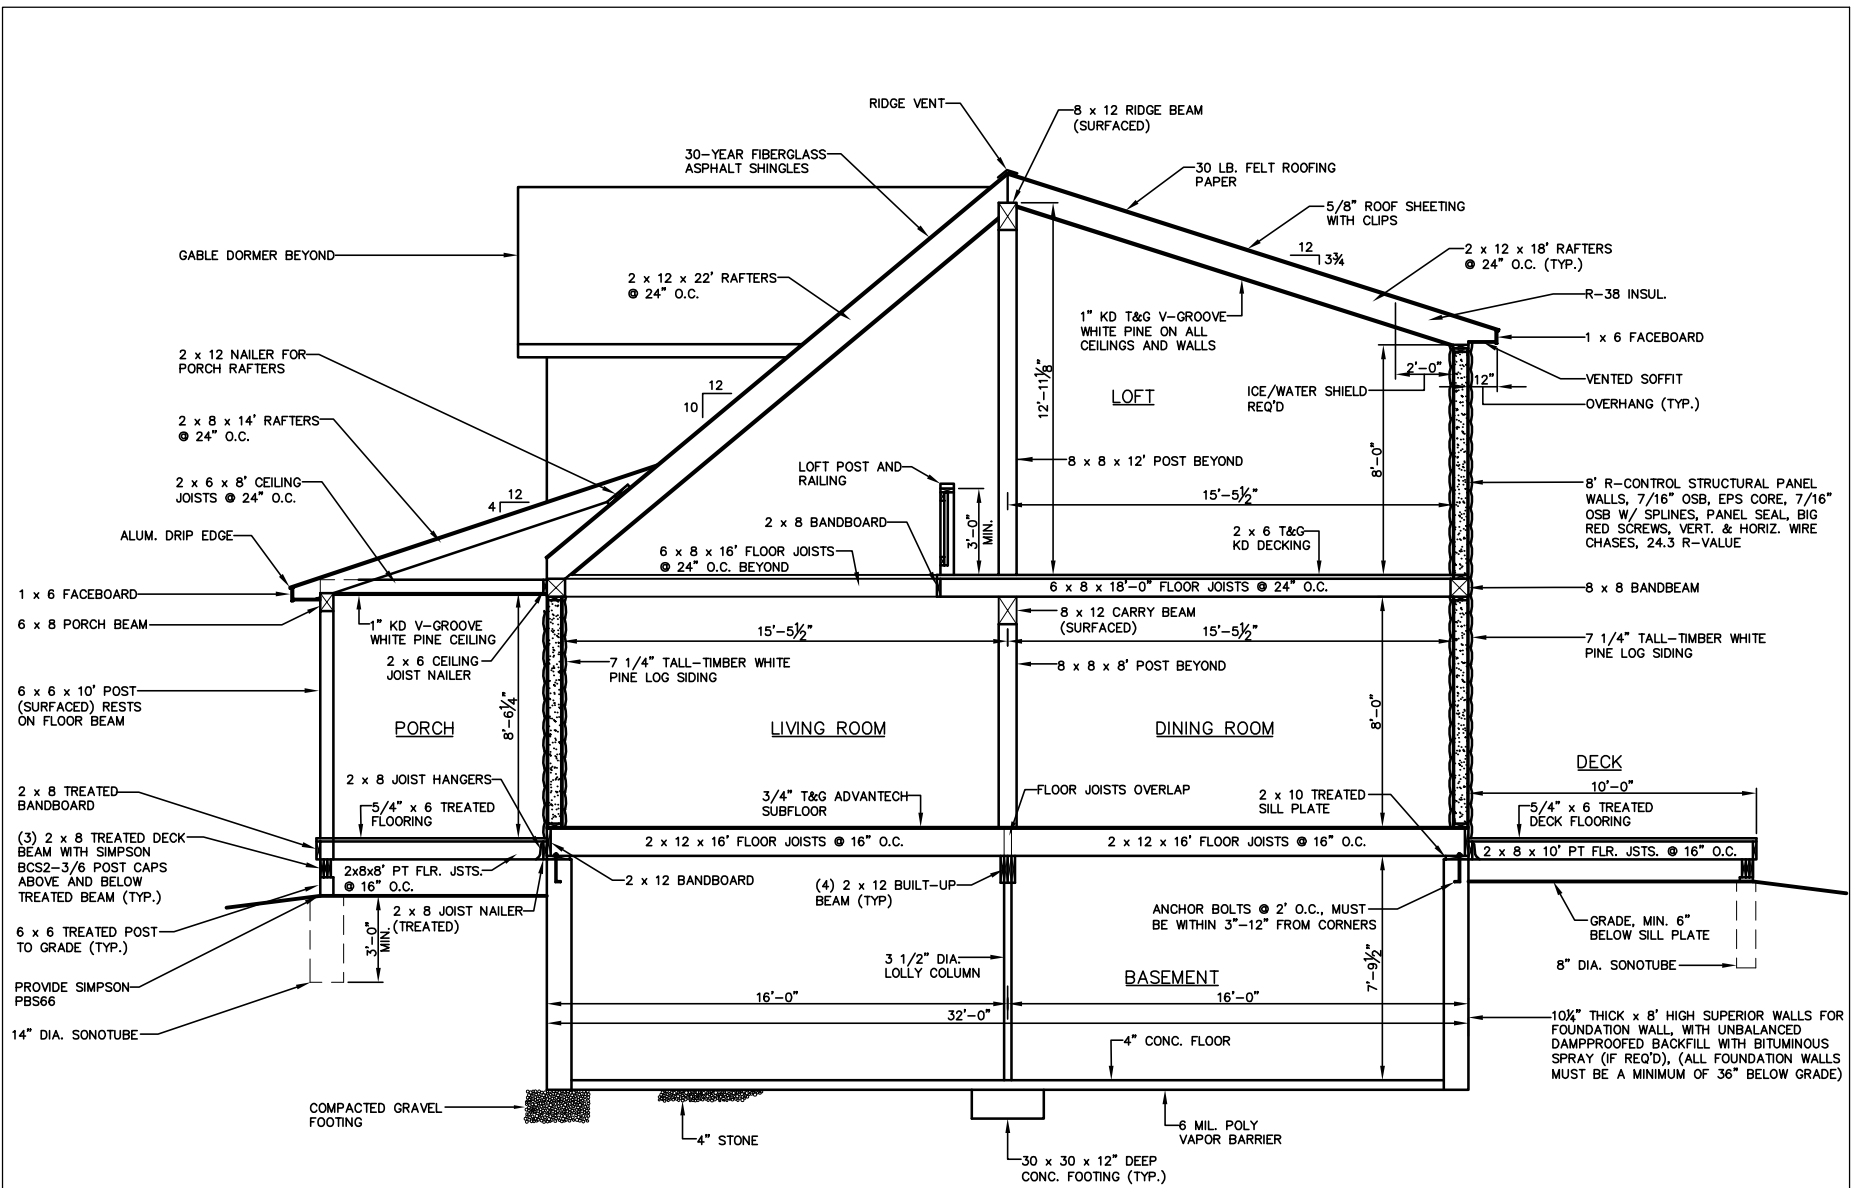 RIDGE VENT
8 x 12 RIDGE BEAM
(SURFACED)
30-YEAR FIBERGLASS
ASPHALT SHINGLES
30 LB. FELT ROOFING
PAPER
5/8" ROOF SHEETING
WITH CLIPS
GABLE DORMER BEYOND
2 x 12 x 22' RAFTERS
@ 24" O.C.
12
3¾
2 x 12 x 18' RAFTERS
@ 24" O.C. (TYP.)
R-38 INSUL.
1" KD T&G V-GROOVE
WHITE PINE ON ALL
CEILINGS AND WALLS
1 x 6 FACEBOARD
2 x 12 NAILER FOR
PORCH RAFTERS
12
10
12'-11⅛"
LOFT
ICE/WATER SHIELD
REQ'D
2'-0"
12"
VENTED SOFFIT
OVERHANG (TYP.)
2 x 8 x 14' RAFTERS
@ 24" O.C.
2 x 6 x 8' CEILING
JOISTS @ 24" O.C.
12
4
LOFT POST AND
RAILING
8 x 8 x 12' POST BEYOND
8'-0"
15'-5½"
8' R-CONTROL STRUCTURAL PANEL
WALLS, 7/16" OSB, EPS CORE, 7/16"
OSB W/ SPLINES, PANEL SEAL, BIG
RED SCREWS, VERT. & HORIZ. WIRE
CHASES, 24.3 R-VALUE
ALUM. DRIP EDGE
2 x 8 BANDBOARD
3'-0"
MIN.
2 x 6 T&G
KD DECKING
6 x 8 x 16' FLOOR JOISTS
@ 24" O.C. BEYOND
6 x 8 x 18'-0" FLOOR JOISTS @ 24" O.C.
8 x 8 BANDBEAM
1 x 6 FACEBOARD
6 x 8 PORCH BEAM
1" KD V-GROOVE
WHITE PINE CEILING
8 x 12 CARRY BEAM
(SURFACED)
15'-5½"
15'-5½"
2 x 6 CEILING
JOIST NAILER
7 1/4" TALL-TIMBER WHITE
PINE LOG SIDING
8 x 8 x 8' POST BEYOND
7 1/4" TALL-TIMBER WHITE
PINE LOG SIDING
6 x 6 x 10' POST
(SURFACED) RESTS
ON FLOOR BEAM
8'-6¼"
8'-0"
PORCH
LIVING ROOM
DINING ROOM
DECK
10'-0"
2 x 8 JOIST HANGERS
2 x 8 TREATED
BANDBOARD
5/4" x 6 TREATED
FLOORING
3/4" T&G ADVANTECH
SUBFLOOR
FLOOR JOISTS OVERLAP
2 x 10 TREATED
SILL PLATE
5/4" x 6 TREATED
DECK FLOORING
(3) 2 x 8 TREATED DECK
BEAM WITH SIMPSON
BCS2-3/6 POST CAPS
ABOVE AND BELOW
TREATED BEAM (TYP.)
2 x 12 x 16' FLOOR JOISTS @ 16" O.C.
2 x 12 x 16' FLOOR JOISTS @ 16" O.C.
2 x 8 x 10' PT FLR. JSTS. @ 16" O.C.
2x8x8' PT FLR. JSTS.
@ 16" O.C.
2 x 12 BANDBOARD
(4) 2 x 12 BUILT-UP
BEAM (TYP)
ANCHOR BOLTS @ 2' O.C., MUST
BE WITHIN 3"-12" FROM CORNERS
GRADE, MIN. 6"
BELOW SILL PLATE
2 x 8 JOIST NAILER
(TREATED)
3'-0"
MIN.
6 x 6 TREATED POST
TO GRADE (TYP.)
3 1/2" DIA.
LOLLY COLUMN
BASEMENT
7'-9½"
8" DIA. SONOTUBE
PROVIDE SIMPSON
PBS66
16'-0"
16'-0"
32'-0"
14" DIA. SONOTUBE
4" CONC. FLOOR
10¼" THICK x 8' HIGH SUPERIOR WALLS FOR
FOUNDATION WALL, WITH UNBALANCED
DAMPPROOFED BACKFILL WITH BITUMINOUS
SPRAY (IF REQ'D), (ALL FOUNDATION WALLS
MUST BE A MINIMUM OF 36" BELOW GRADE)
COMPACTED GRAVEL
FOOTING
4" STONE
6 MIL. POLY
VAPOR BARRIER
30 x 30 x 12" DEEP
CONC. FOOTING (TYP.)